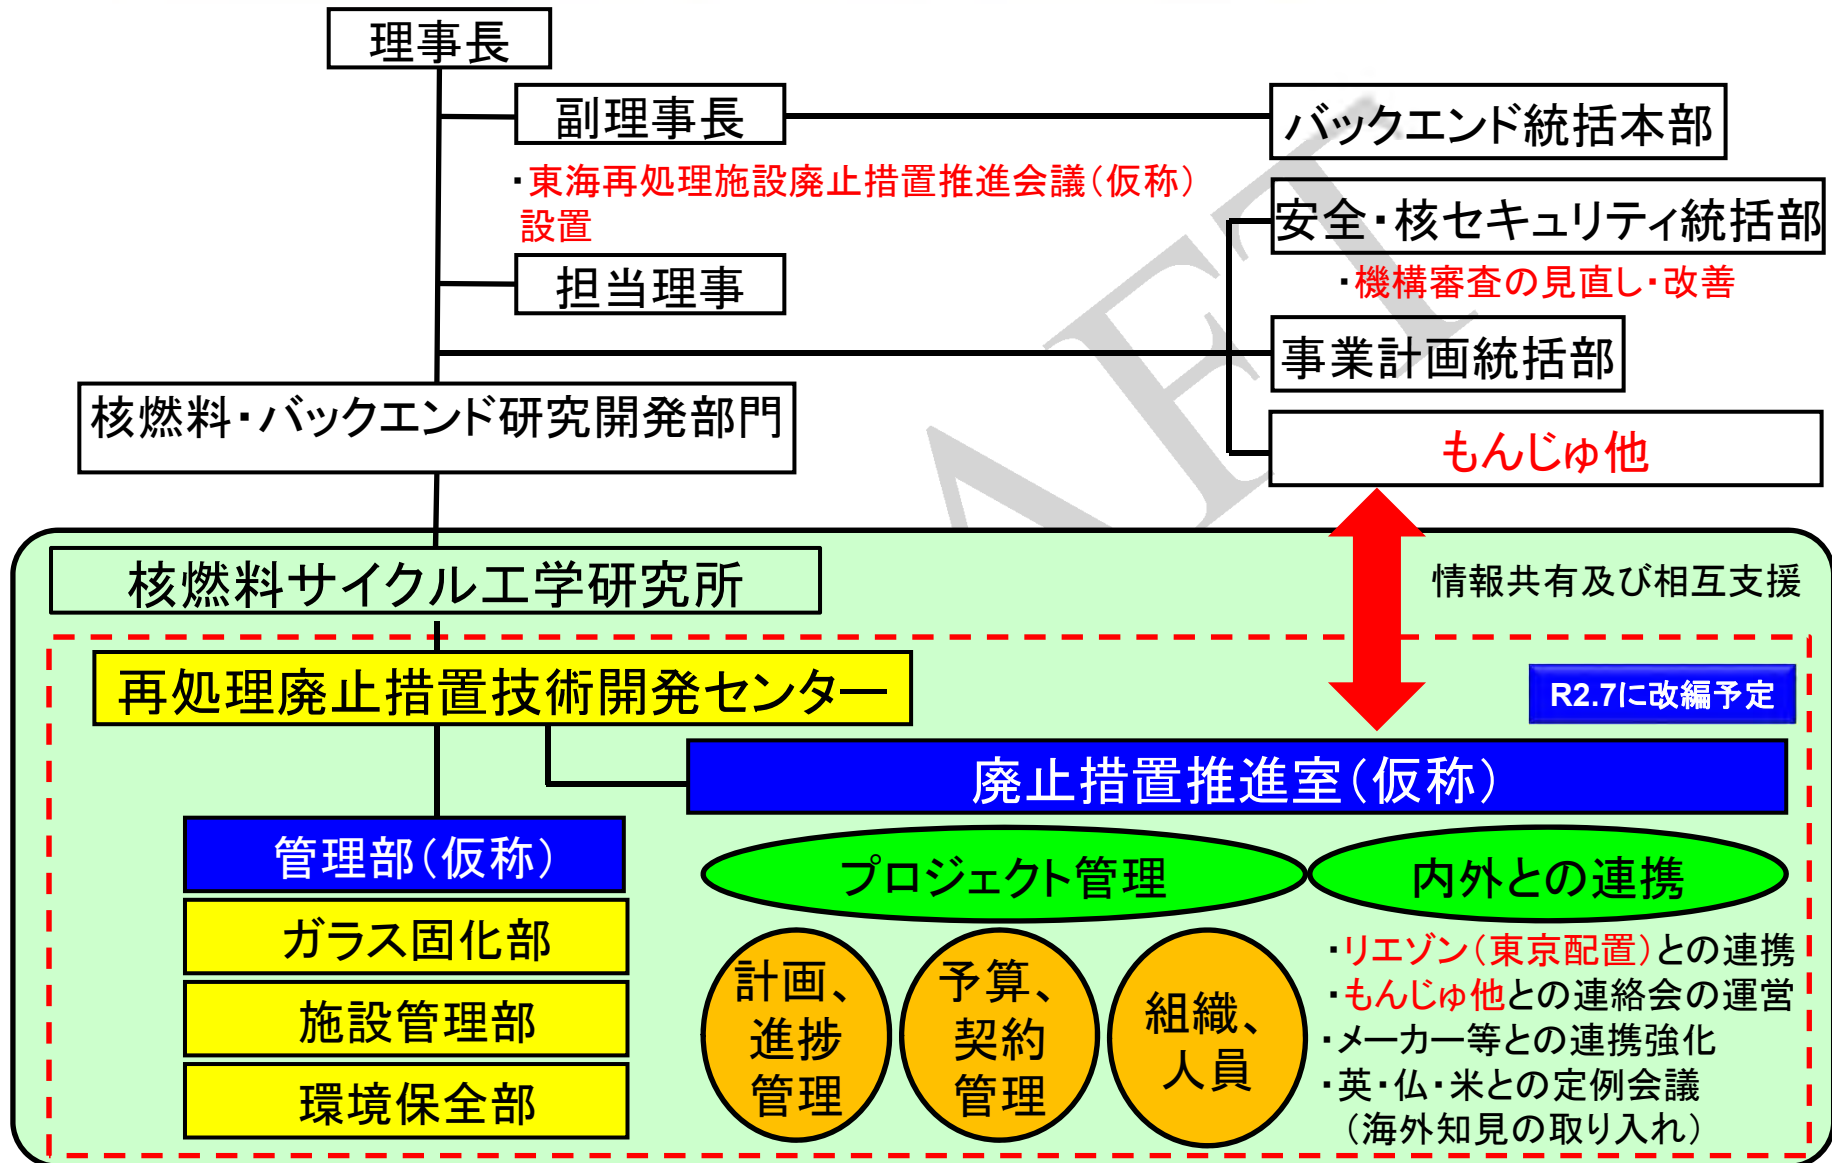 理事長
副理事長
バックエンド統括本部
・東海再処理施設廃止措置推進会議(仮称)
設置
安全・核セキュリティ統括部
・機構審査の見直し・改善
担当理事
事業計画統括部
核燃料・バックエンド研究開発部門
もんじゅ他
核燃料サイクル工学研究所
情報共有及び相互支援
再処理廃止措置技術開発センター
R2.7に改編予定
廃止措置推進室(仮称)
管理部(仮称)
ガラス固化部
施設管理部
環境保全部
プロジェクト管理
内外との連携
計画、
進捗
管理
予算、
契約
管理
組織、
人員
・リエゾン(東京配置)との連携
・もんじゅ他との連絡会の運営
・メーカー等との連携強化
・英・仏・米との定例会議
(海外知見の取り入れ)